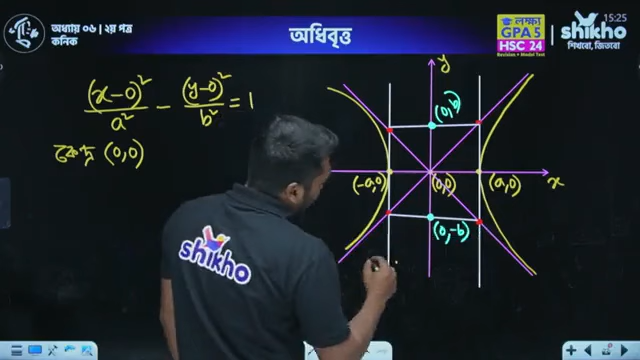 অধ্যায় ০৬ | ২য় পত্র
কনিক
অধিবৃত্ত
লক্ষ্য
GPA 5
HSC 24
Revision + Model Test
15:25
shikho
শিখবো, জিতবো
(x-0)²/a² - (y-0)²/b² = 1
কেন্দ্র (0,0)
y
(0,b)
(-a,0)
(0,0)
(a,0)
x
(0,-b)
shikho